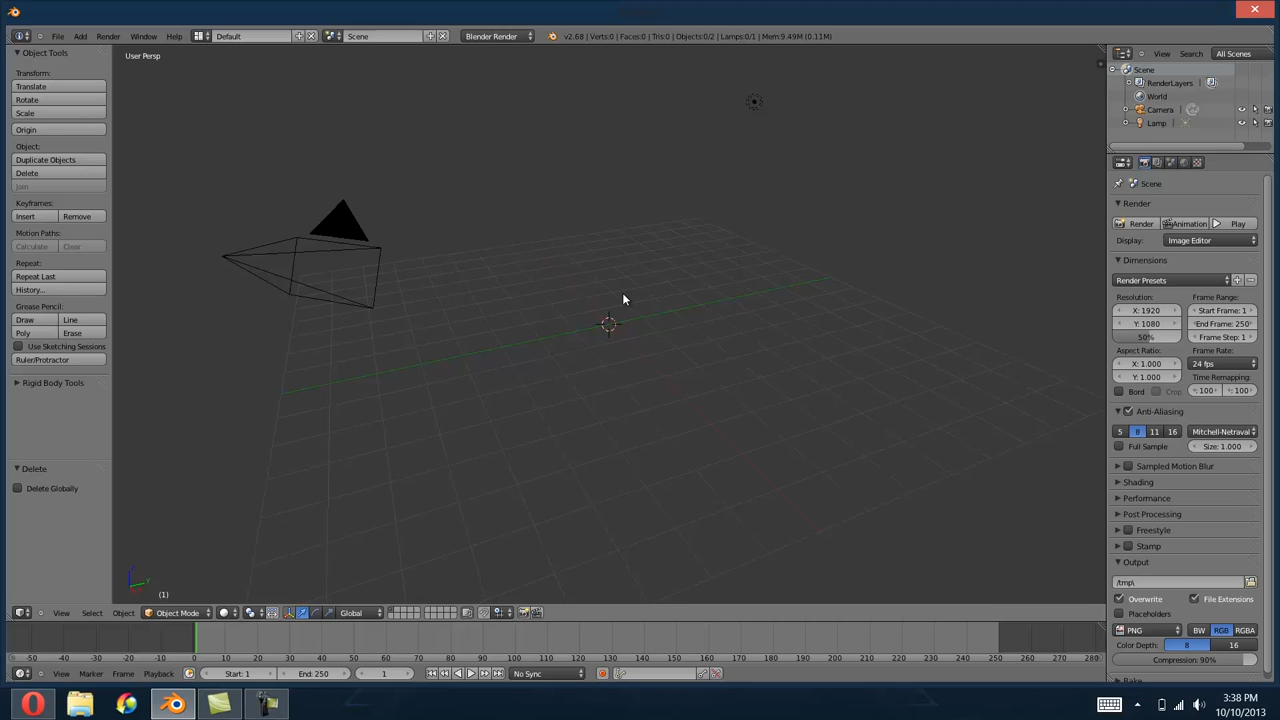 File Add Render Window Help Default Scene Blender Render v2.68 | Verts:0 | Faces:0 | Tris:0 | Objects:0/2 | Lamps:0/1 | Mem:9.49M (0.11M)
Object Tools
Transform:
Translate
Rotate
Scale
Origin
Object:
Duplicate Objects
Delete
Join
Keyframes:
Insert Remove
Motion Paths:
Calculate Clear
Repeat:
Repeat Last
History...
Grease Pencil:
Draw Line
Poly Erase
Use Sketching Sessions
Ruler/Protractor
Rigid Body Tools
Delete
Delete Globally
User Persp
(1)
View Select Object Object Mode Global
-50 -40 -30 -20 -10 0 10 20 30 40 50 60 70 80 90 100 110 120 130 140 150 160 170 180 190 200 210 220 230 240 250 260 270 280
View Marker Frame Playback Start: 1 End: 250 1 No Sync
View Search All Scenes
Scene
RenderLayers
World
Camera
Lamp
Scene
Render
Render Animation Play
Display: Image Editor
Dimensions
Render Presets
Resolution: Frame Range:
X: 1920 Start Frame: 1
Y: 1080 End Frame: 250
50% Frame Step: 1
Aspect Ratio: Frame Rate:
X: 1.000 24 fps
Y: 1.000 Time Remapping:
Bord Crop : 100 : 100
Anti-Aliasing
5 8 11 16 Mitchell-Netraval
Full Sample Size: 1.000
Sampled Motion Blur
Shading
Performance
Post Processing
Freestyle
Stamp
Output
/tmp\
Overwrite File Extensions
Placeholders
PNG BW RGB RGBA
Color Depth: 8 16
Compression: 90%
Bake
3:38 PM
10/10/2013